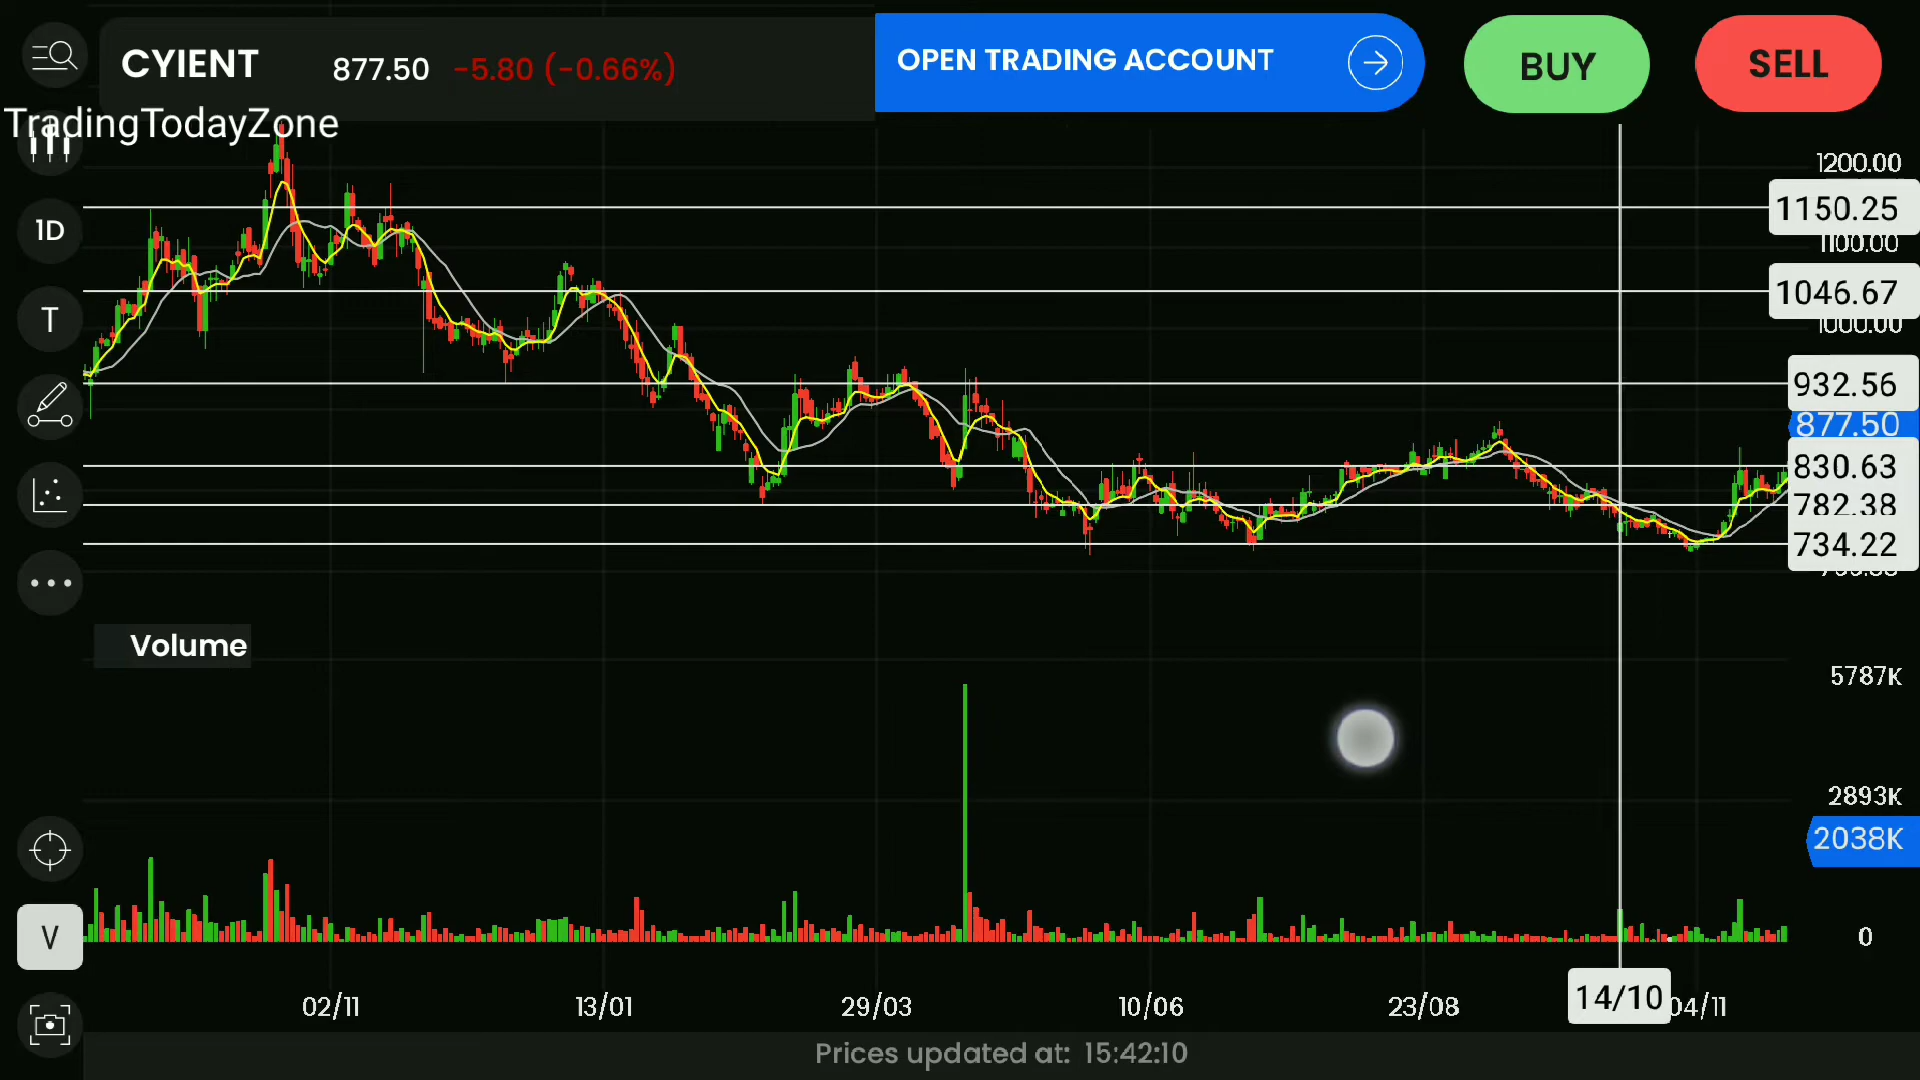 CYIENT 877.50 -5.80 (-0.66%)
OPEN TRADING ACCOUNT
BUY
SELL
TradingTodayZone
1D
T
1200.00
1150.25
1100.00
1046.67
1000.00
932.56
877.50
830.63
782.38
734.22
Volume
5787K
2893K
2038K
0
V
02/11
13/01
29/03
10/06
23/08
14/10
04/11
Prices updated at: 15:42:10